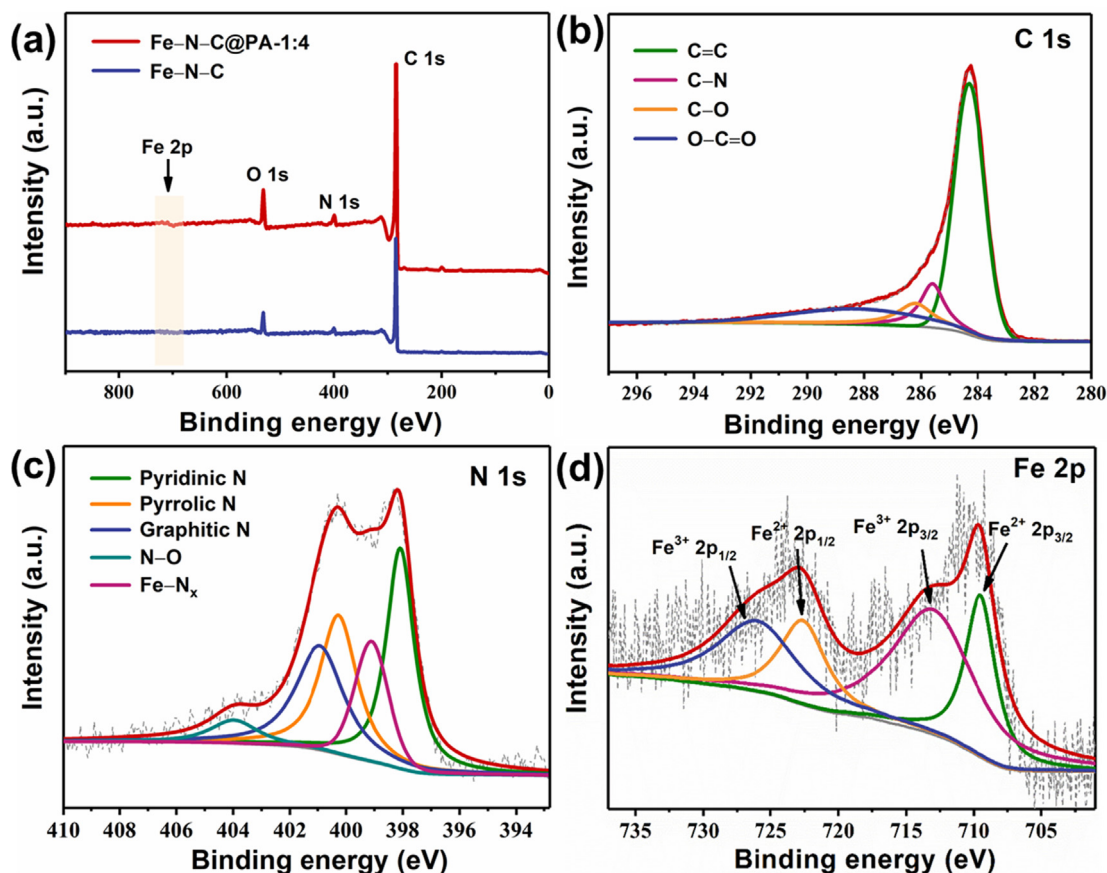 (a)
Fe–N–C@PA-1:4
Fe–N–C
C 1s
Fe 2p
O 1s
N 1s
Intensity (a.u.)
800 600 400 200 0
Binding energy (eV)
(b)
C 1s
C=C
C–N
C–O
O–C=O
Intensity (a.u.)
296 294 292 290 288 286 284 282 280
Binding energy (eV)
(c)
N 1s
Pyridinic N
Pyrrolic N
Graphitic N
N–O
Fe–Nx
Intensity (a.u.)
410 408 406 404 402 400 398 396 394
Binding energy (eV)
(d)
Fe 2p
Fe3+ 2p1/2
Fe2+ 2p1/2
Fe3+ 2p3/2
Fe2+ 2p3/2
Intensity (a.u.)
735 730 725 720 715 710 705
Binding energy (eV)